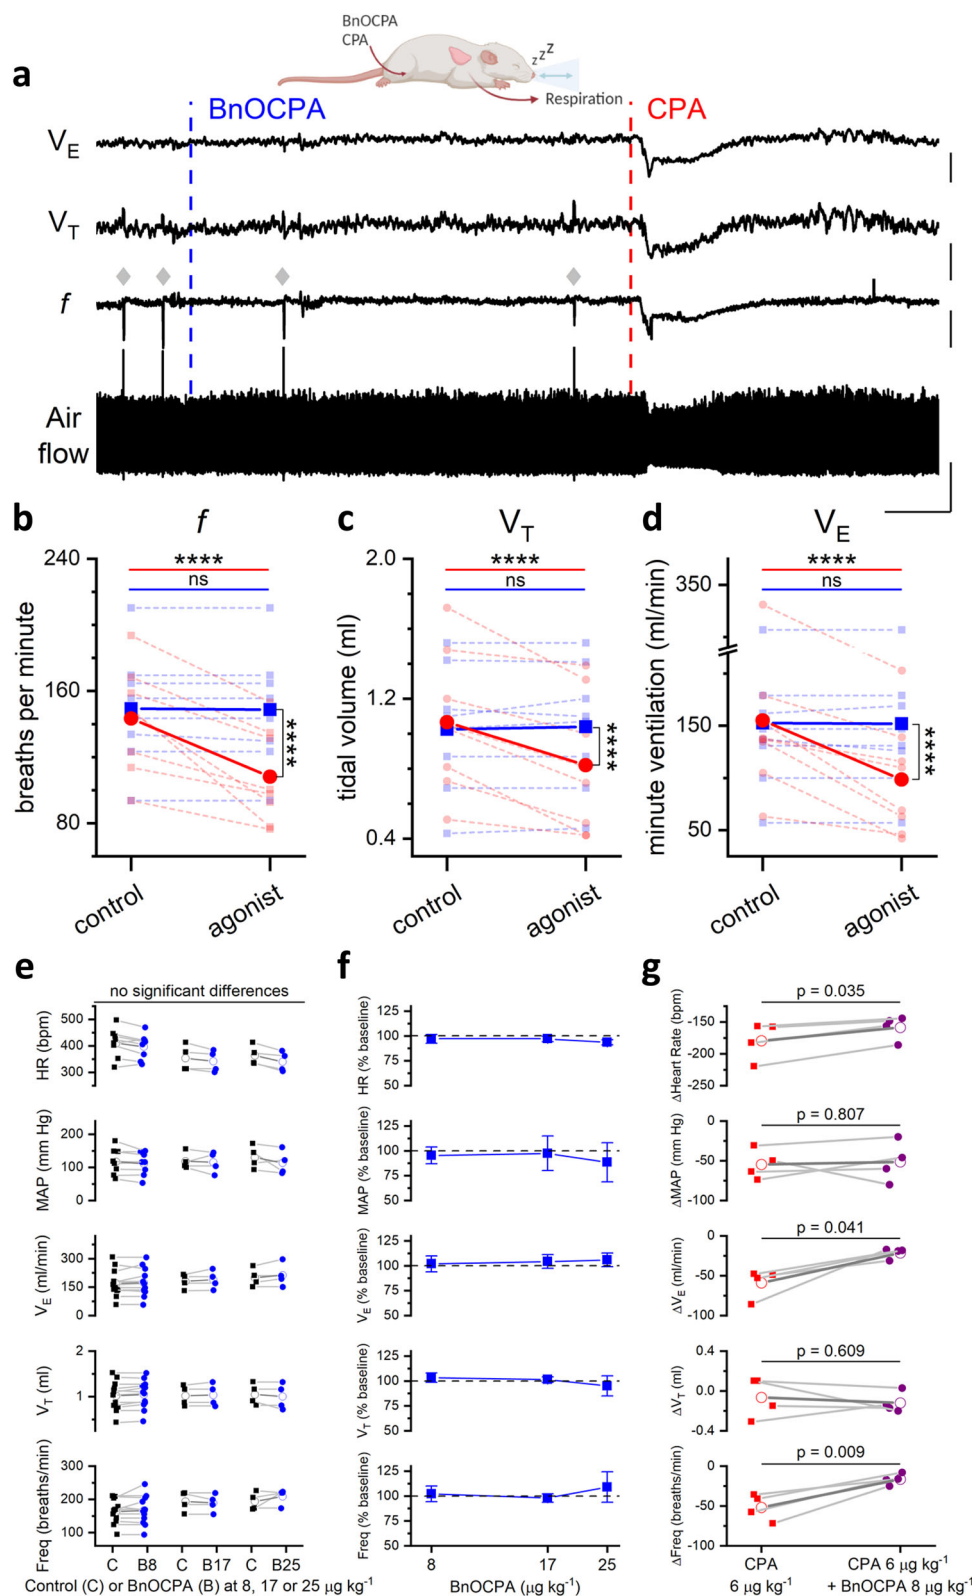 BnOCPA
CPA
zzZ
Respiration
a
BnOCPA
CPA
VE
VT
f
Air
flow
b
f
c
VT
d
VE
240
160
80
breaths per minute
****
ns
****
control
agonist
2.0
1.2
0.4
tidal volume (ml)
****
ns
****
control
agonist
350
150
50
minute ventilation (ml/min)
****
ns
****
control
agonist
e
no significant differences
HR (bpm)
500
400
300
MAP (mm Hg)
200
100
0
VE (ml/min)
300
150
0
VT (ml)
2
1
0
Freq (breaths/min)
300
200
100
C B8 C B17 C B25
Control (C) or BnOCPA (B) at 8, 17 or 25 µg kg-1
f
HR (% baseline)
125
100
75
50
MAP (% baseline)
125
100
75
50
VE (% baseline)
125
100
75
50
VT (% baseline)
125
100
75
50
Freq (% baseline)
125
100
75
50
8 17 25
BnOCPA (µg kg-1)
g
p = 0.035
ΔHeart Rate (bpm)
-100
-150
-200
-250
p = 0.807
ΔMAP (mm Hg)
0
-50
-100
p = 0.041
ΔVE (ml/min)
0
-50
-100
p = 0.609
ΔVT (ml)
0.4
0.0
-0.4
p = 0.009
ΔFreq (breaths/min)
0
-50
-100
CPA
6 µg kg-1
CPA 6 µg kg-1
+ BnOCPA 8 µg kg-1